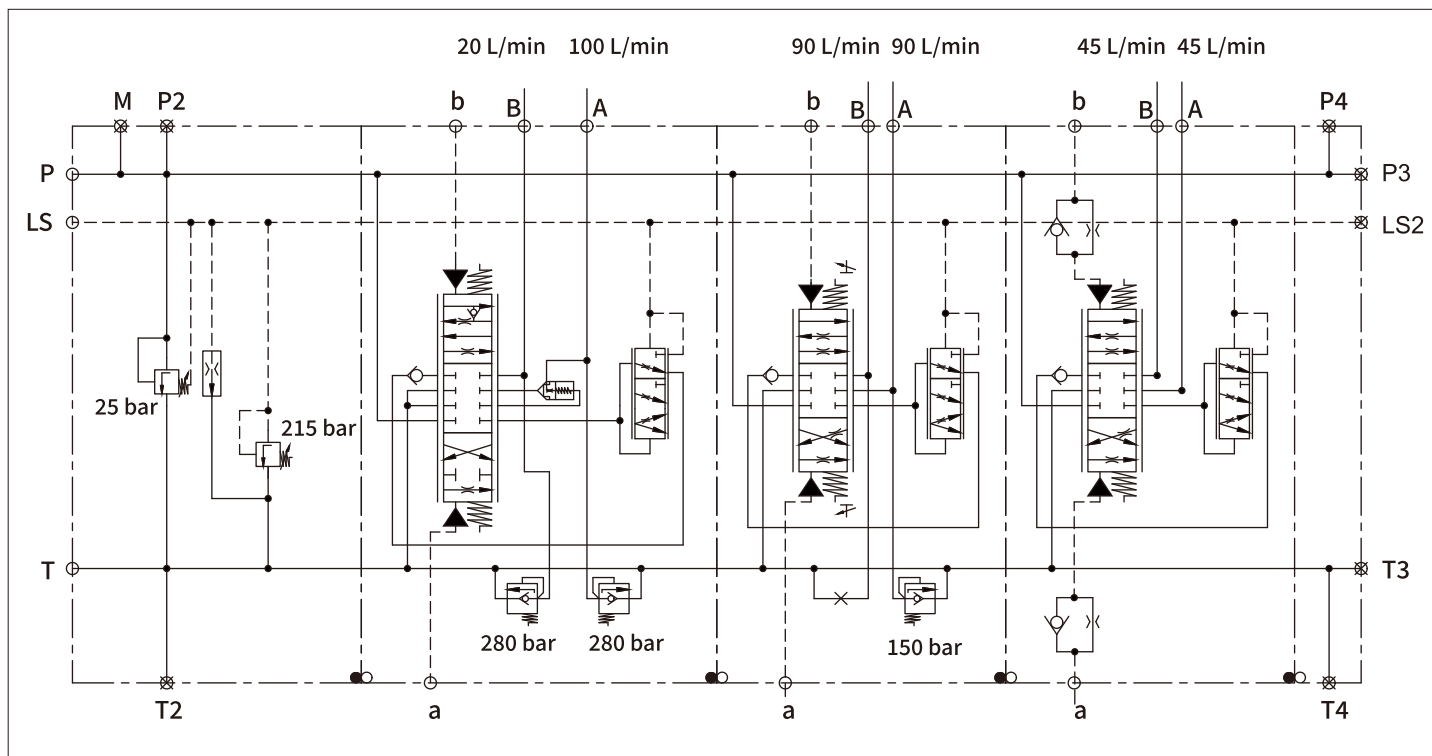 20 L/min 100 L/min 90 L/min 90 L/min 45 L/min 45 L/min
M P2 b B A b B A b B A P4
P P3
LS LS2
25 bar
215 bar
T T3
280 bar 280 bar 150 bar
T2 a a a T4